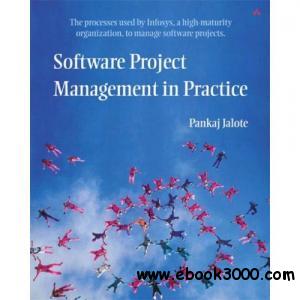 The processes used by Infosys, a high-maturity
organization, to manage software projects.
Software Project
Management in Practice
Pankaj Jalote
www.ebook3000.com